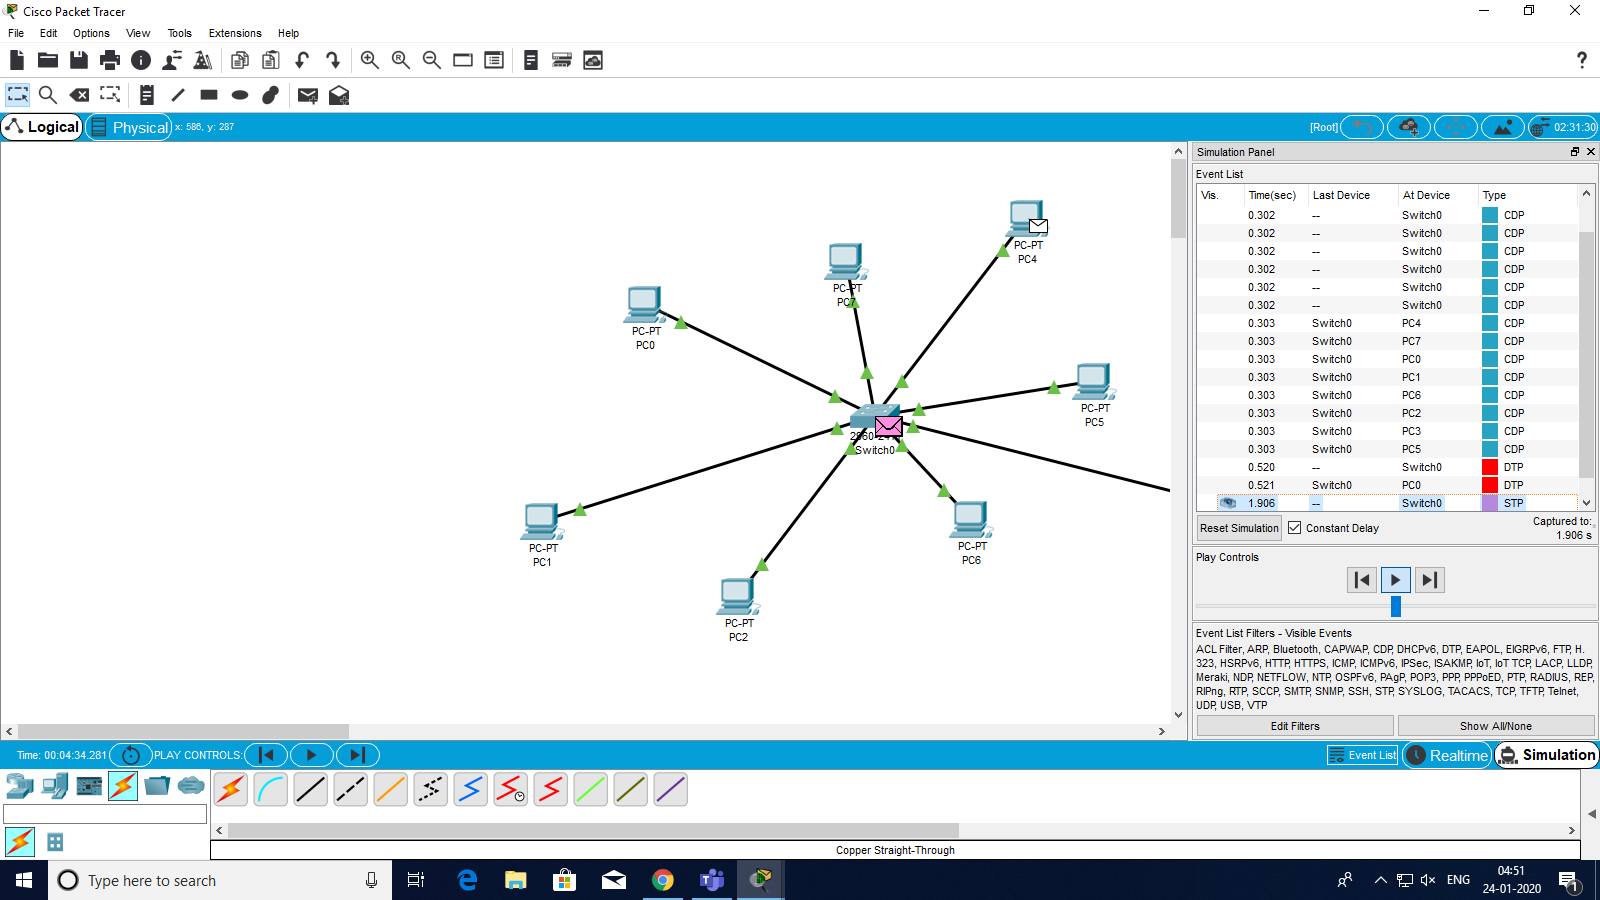 Cisco Packet Tracer
File Edit Options View Tools Extensions Help
?
Logical Physical x: 586, y: 287 [Root] 02:31:30
Simulation Panel
Event List
Vis. Time(sec) Last Device At Device Type
0.302 -- Switch0 CDP
0.302 -- Switch0 CDP
0.302 -- Switch0 CDP
0.302 -- Switch0 CDP
0.302 -- Switch0 CDP
0.302 -- Switch0 CDP
0.303 Switch0 PC4 CDP
0.303 Switch0 PC7 CDP
0.303 Switch0 PC0 CDP
0.303 Switch0 PC1 CDP
0.303 Switch0 PC6 CDP
0.303 Switch0 PC2 CDP
0.303 Switch0 PC3 CDP
0.303 Switch0 PC5 CDP
0.520 -- Switch0 DTP
0.521 Switch0 PC0 DTP
1.906 -- Switch0 STP
Reset Simulation Constant Delay Captured to:
1.906 s
Play Controls
Event List Filters - Visible Events
ACL Filter, ARP, Bluetooth, CAPWAP, CDP, DHCPv6, DTP, EAPOL, EIGRPv6, FTP, H.
323, HSRPv6, HTTP, HTTPS, ICMP, ICMPv6, IPSec, ISAKMP, IoT, IoT TCP, LACP, LLDP,
Meraki, NDP, NETFLOW, NTP, OSPFv6, PAgP, POP3, PPP, PPPoED, PTP, RADIUS, REP,
RIPng, RTP, SCCP, SMTP, SNMP, SSH, STP, SYSLOG, TACACS, TCP, TFTP, Telnet,
UDP, USB, VTP
Edit Filters Show All/None
PC-PT
PC4
PC-PT
PC7
PC-PT
PC0
PC-PT
PC5
Switch0
PC-PT
PC1
PC-PT
PC6
PC-PT
PC2
Time: 00:04:34.281 PLAY CONTROLS: Event List Realtime Simulation
Copper Straight-Through
Type here to search
ENG
04:51
24-01-2020
1